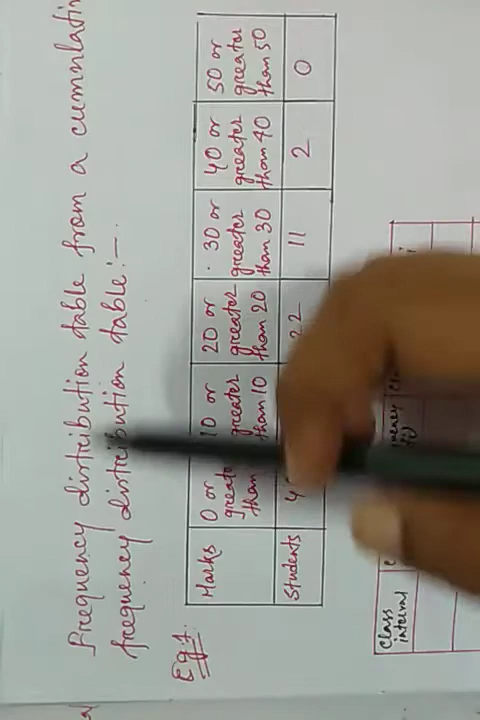 Frequency distribution table from a cumulative
frequency distribution table:-
Eg 1.
Marks 0 or greater than 10 or greater than 10 20 or greater than 20 30 or greater than 30 40 or greater than 40 50 or greater than 50
Students 22 11 2 0
Class interval